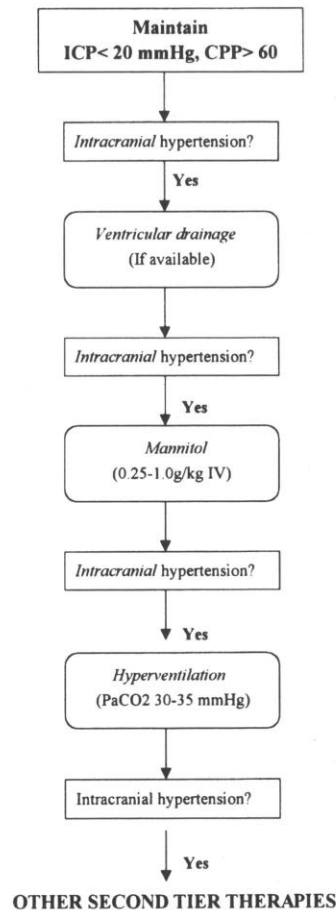 Maintain
ICP< 20 mmHg, CPP> 60
Intracranial hypertension?
Yes
Ventricular drainage
(If available)
Intracranial hypertension?
Yes
Mannitol
(0.25-1.0g/kg IV)
Intracranial hypertension?
Yes
Hyperventilation
(PaCO2 30-35 mmHg)
Intracranial hypertension?
Yes
OTHER SECOND TIER THERAPIES